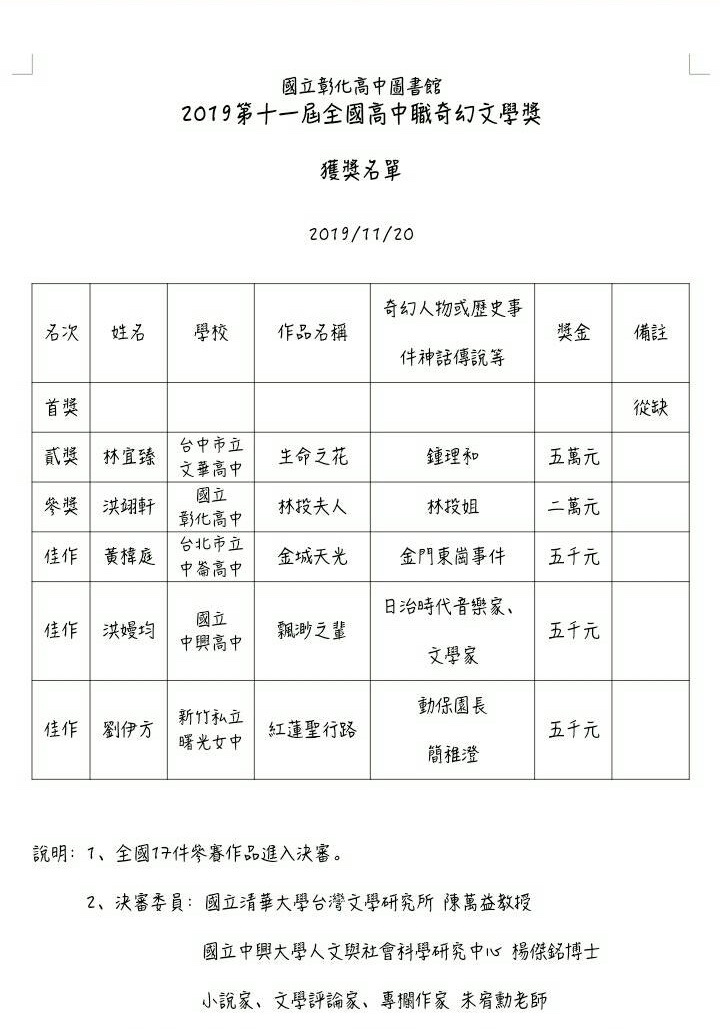 國立彰化高中圖書館
2019第十一屆全國高中職奇幻文學獎
獲獎名單
2019/11/20
名次 姓名 學校 作品名稱 奇幻人物或歷史事件神話傳說等 獎金 備註
首獎 從缺
貳獎 林宜臻 台中市立文華高中 生命之花 鍾理和 五萬元
參獎 洪翊軒 國立彰化高中 林投夫人 林投姐 二萬元
佳作 黃樟庭 台北市立中崙高中 金城天光 金門東崗事件 五千元
佳作 洪嫚均 國立中興高中 飄渺之輩 日治時代音樂家、文學家 五千元
佳作 劉伊方 新竹私立曙光女中 紅蓮聖行路 動保園長簡稚澄 五千元
說明：1、全國17件參賽作品進入決審。
2、決審委員：國立清華大學台灣文學研究所 陳萬益教授
國立中興大學人文與社會科學研究中心 楊傑銘博士
小說家、文學評論家、專欄作家 朱宥勳老師